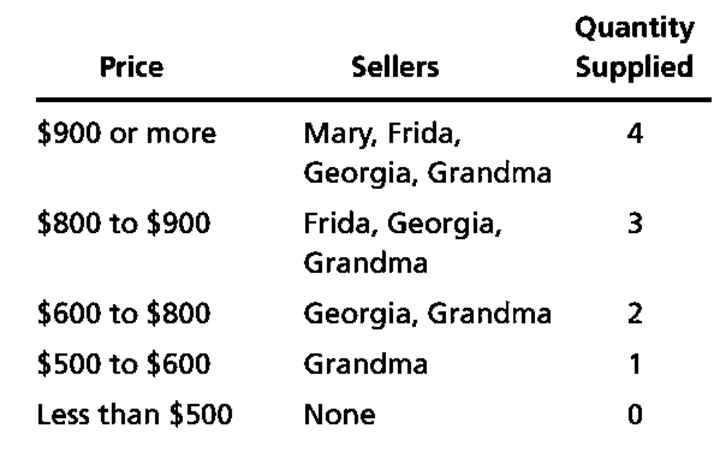 Price Sellers Quantity Supplied
$900 or more Mary, Frida, 4
Georgia, Grandma
$800 to $900 Frida, Georgia, 3
Grandma
$600 to $800 Georgia, Grandma 2
$500 to $600 Grandma 1
Less than $500 None 0